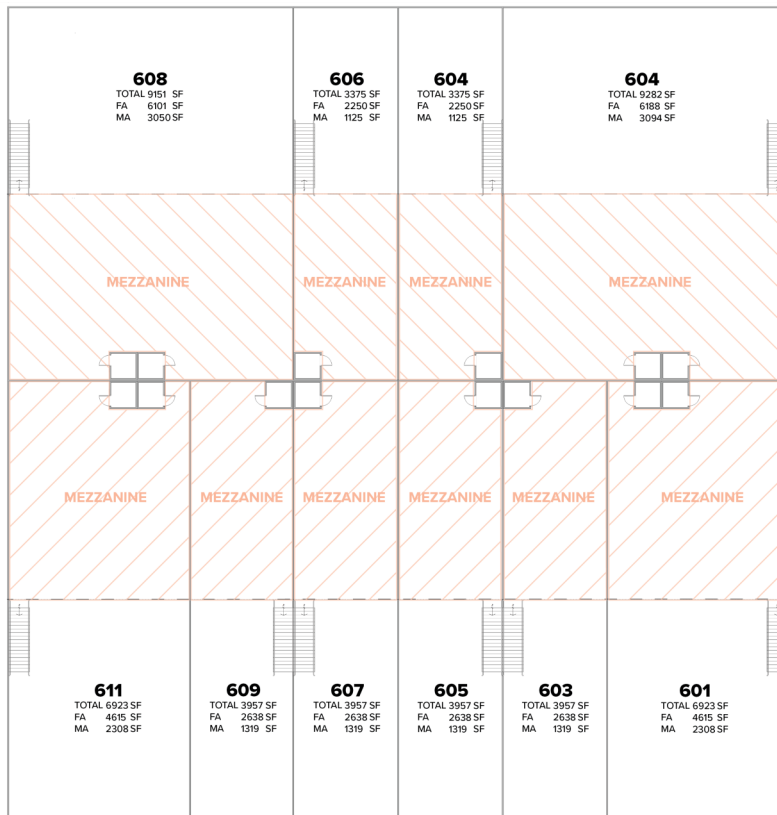 608
TOTAL 9151 SF
FA 6101 SF
MA 3050 SF
606
TOTAL 3375 SF
FA 2250 SF
MA 1125 SF
604
TOTAL 3375 SF
FA 2250 SF
MA 1125 SF
604
TOTAL 9282 SF
FA 6188 SF
MA 3094 SF
MEZZANINE
MEZZANINE
MEZZANINE
MEZZANINE
MEZZANINE
MEZZANINE
MEZZANINE
MEZZANINE
MEZZANINE
MEZZANINE
611
TOTAL 6923 SF
FA 4615 SF
MA 2308 SF
609
TOTAL 3957 SF
FA 2638 SF
MA 1319 SF
607
TOTAL 3957 SF
FA 2638 SF
MA 1319 SF
605
TOTAL 3957 SF
FA 2638 SF
MA 1319 SF
603
TOTAL 3957 SF
FA 2638 SF
MA 1319 SF
601
TOTAL 6923 SF
FA 4615 SF
MA 2308 SF